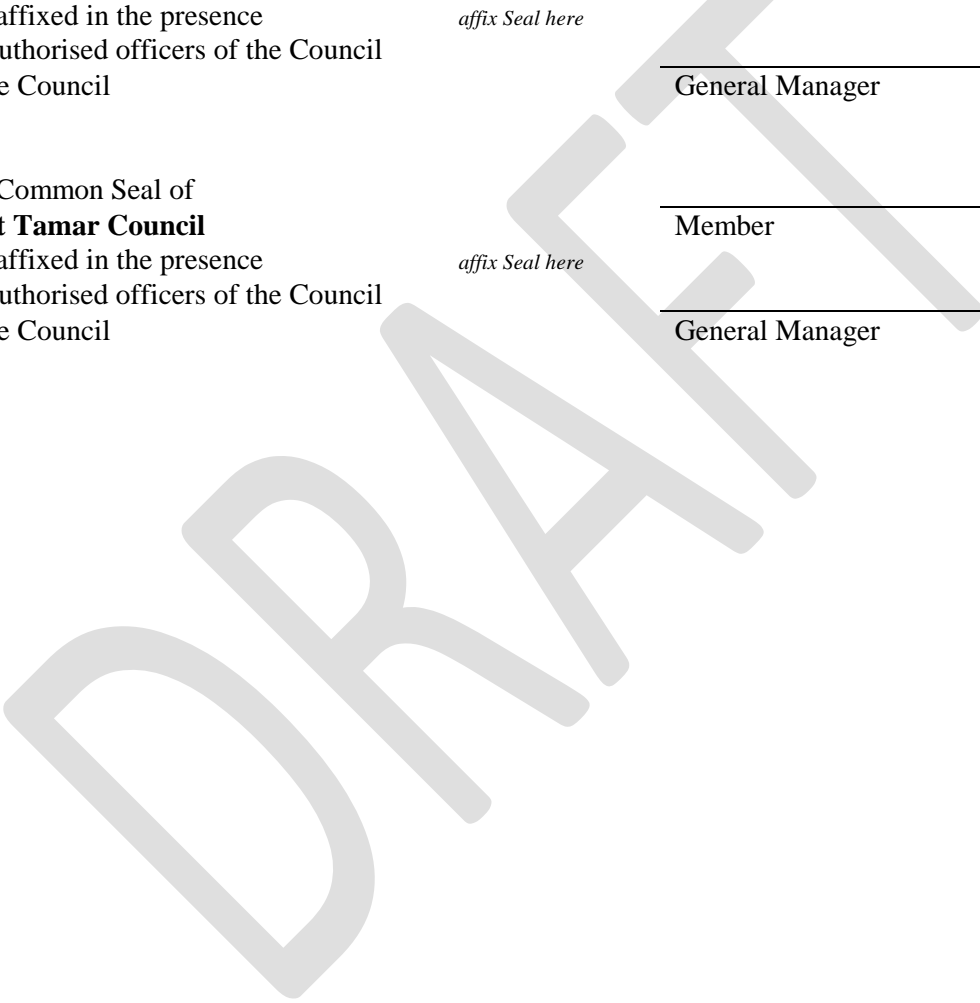 affixed in the presence affix Seal here
uthorised officers of the Council
e Council General Manager
Common Seal of
t Tamar Council Member
affixed in the presence affix Seal here
uthorised officers of the Council
e Council General Manager
DRAFT